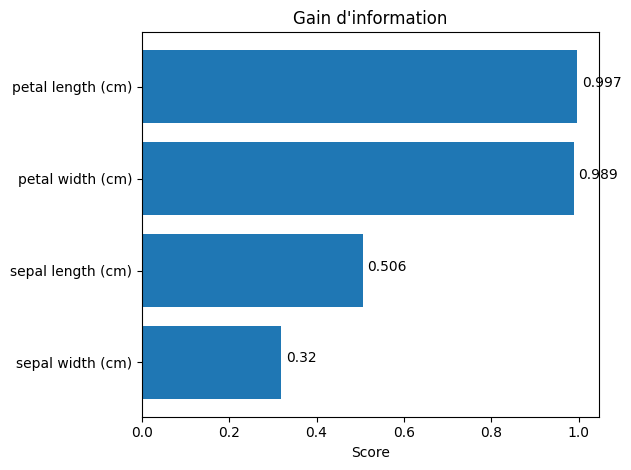 Gain d'information
petal length (cm)
0.997
petal width (cm)
0.989
sepal length (cm)
0.506
sepal width (cm)
0.32
0.0 0.2 0.4 0.6 0.8 1.0
Score